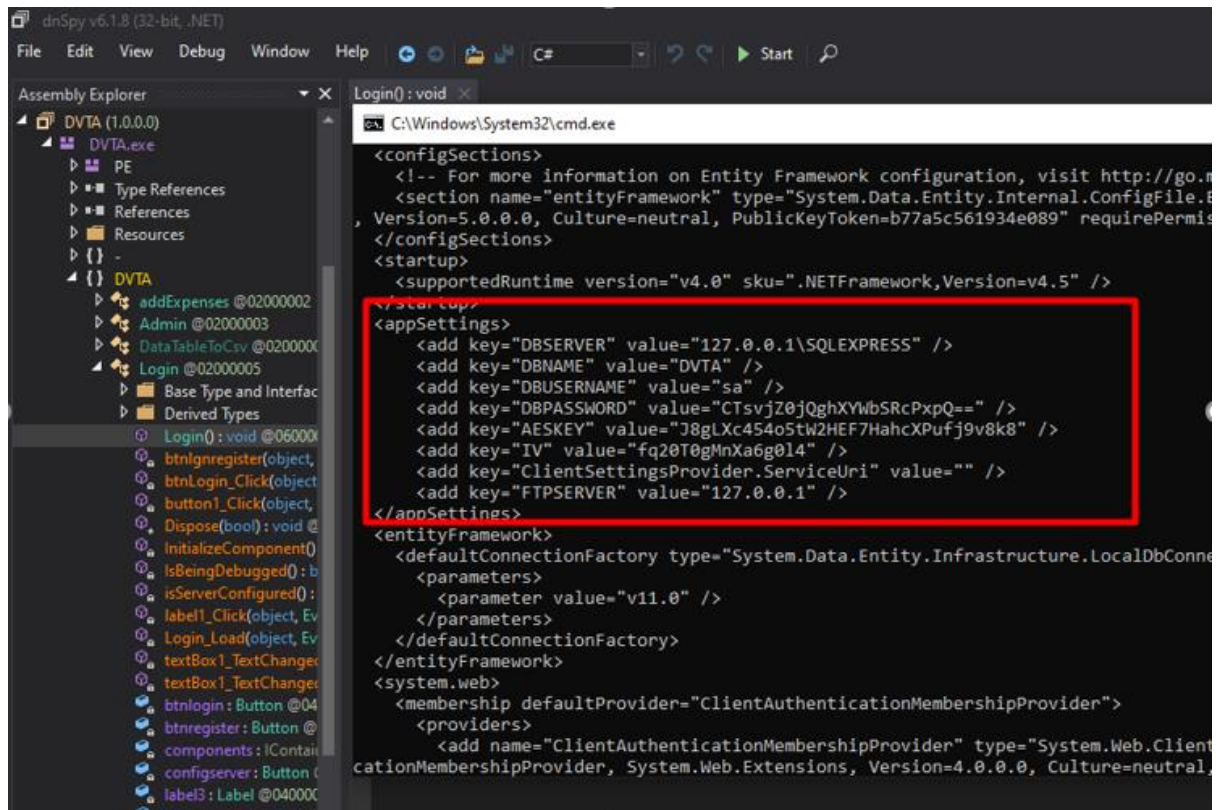 dnSpy v6.1.8 (32-bit, .NET)
File Edit View Debug Window Help C# Start
Assembly Explorer
DVTA (1.0.0.0)
DVTA.exe
PE
Type References
References
Resources
{ } -
{ } DVTA
addExpenses @02000002
Admin @02000003
DataTableToCsv @0200000
Login @02000005
Base Type and Interfac
Derived Types
Login() : void @06000
btnIgnregister(object,
btnLogin_Click(object
button1_Click(object,
Dispose(bool) : void @
InitializeComponent()
IsBeingDebugged() : b
isServerConfigured() :
label1_Click(object, Ev
Login_Load(object, Ev
textBox1_TextChanged
textBox1_TextChanged
btnlogin : Button @04
btnregister : Button @
components : IContai
configserver : Button
label3 : Label @04000
Login() : void
C:\Windows\System32\cmd.exe
<configSections>
<!-- For more information on Entity Framework configuration, visit http://go.m
<section name="entityFramework" type="System.Data.Entity.Internal.ConfigFile.E
, Version=5.0.0.0, Culture=neutral, PublicKeyToken=b77a5c561934e089" requirePermis
</configSections>
<startup>
<supportedRuntime version="v4.0" sku=".NETFramework,Version=v4.5" />
</startup>
<appSettings>
<add key="DBSERVER" value="127.0.0.1\SQLEXPRESS" />
<add key="DBNAME" value="DVTA" />
<add key="DBUSERNAME" value="sa" />
<add key="DBPASSWORD" value="CTsvjZ0jQghXYWbSRcPxpQ==" />
<add key="AESKEY" value="J8gLXc454o5tW2HEF7HahcXPufj9v8k8" />
<add key="IV" value="fq20T0gMnXa6g0l4" />
<add key="ClientSettingsProvider.ServiceUri" value="" />
<add key="FTPSERVER" value="127.0.0.1" />
</appSettings>
<entityFramework>
<defaultConnectionFactory type="System.Data.Entity.Infrastructure.LocalDbConne
<parameters>
<parameter value="v11.0" />
</parameters>
</defaultConnectionFactory>
</entityFramework>
<system.web>
<membership defaultProvider="ClientAuthenticationMembershipProvider">
<providers>
<add name="ClientAuthenticationMembershipProvider" type="System.Web.Client
cationMembershipProvider, System.Web.Extensions, Version=4.0.0.0, Culture=neutral,